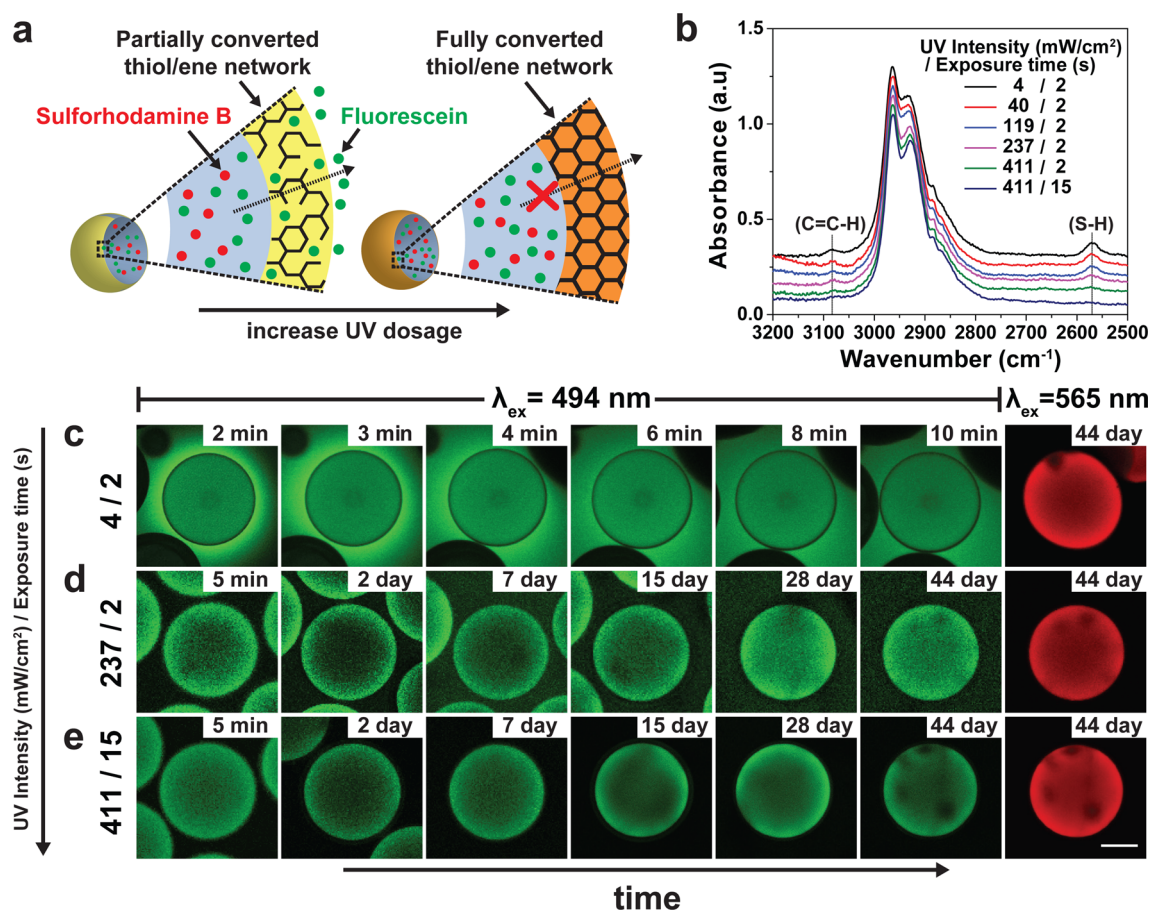 a
Partially converted
thiol/ene network
Fully converted
thiol/ene network
Sulforhodamine B
Fluorescein
increase UV dosage
b
UV Intensity (mW/cm²)
/ Exposure time (s)
4 / 2
40 / 2
119 / 2
237 / 2
411 / 2
411 / 15
(C=C-H)
(S-H)
Absorbance (a.u)
1.5
1.0
0.5
0.0
3200 3100 3000 2900 2800 2700 2600 2500
Wavenumber (cm⁻¹)
λex= 494 nm
λex=565 nm
UV Intensity (mW/cm²) / Exposure time (s)
c
4 / 2
2 min 3 min 4 min 6 min 8 min 10 min 44 day
d
237 / 2
5 min 2 day 7 day 15 day 28 day 44 day 44 day
e
411 / 15
5 min 2 day 7 day 15 day 28 day 44 day 44 day
time